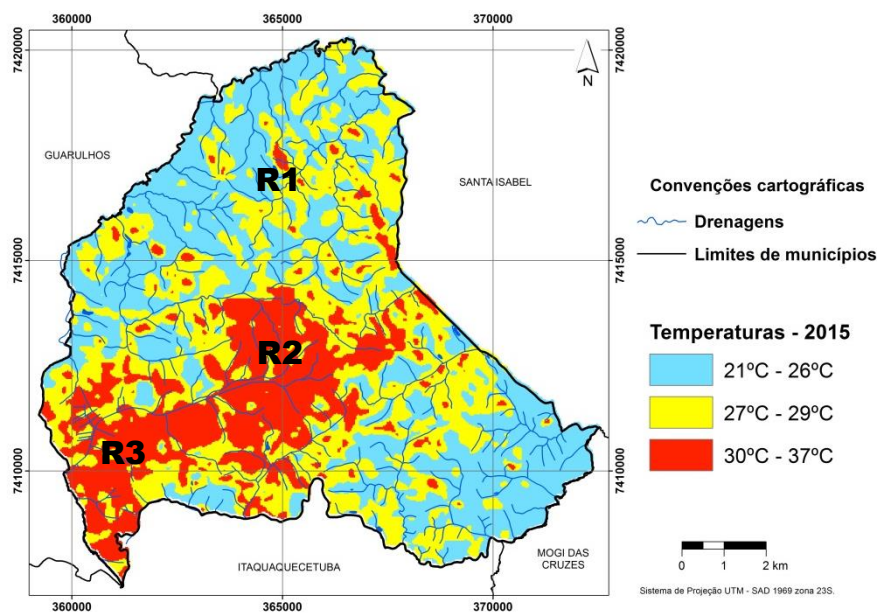 360000 365000 370000
7420000 7420000
N
GUARULHOS
SANTA ISABEL
R1
7415000 7415000
R2
R3
7410000 7410000
ITAQUAQUECETUBA
MOGI DAS
CRUZES
360000 365000 370000
Convenções cartográficas
Drenagens
Limites de municípios
Temperaturas - 2015
21ºC - 26ºC
27ºC - 29ºC
30ºC - 37ºC
0 1 2
km
Sistema de Projeção UTM - SAD 1969 zona 23S.